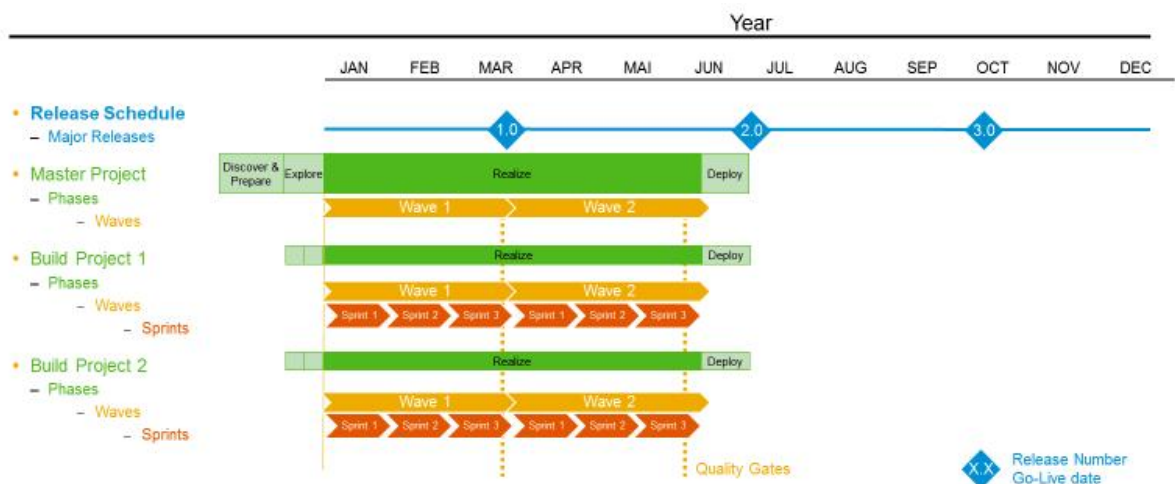 Year
JAN FEB MAR APR MAI JUN JUL AUG SEP OCT NOV DEC
• Release Schedule
– Major Releases
1.0 2.0 3.0
• Master Project
– Phases
– Waves
Discover & Prepare Explore Realize Deploy
Wave 1 Wave 2
• Build Project 1
– Phases
– Waves
– Sprints
Realize Deploy
Wave 1 Wave 2
Sprint 1 Sprint 2 Sprint 3 Sprint 1 Sprint 2 Sprint 3
• Build Project 2
– Phases
– Waves
– Sprints
Realize Deploy
Wave 1 Wave 2
Sprint 1 Sprint 2 Sprint 3 Sprint 1 Sprint 2 Sprint 3
Quality Gates
X.X Release Number
Go-Live date